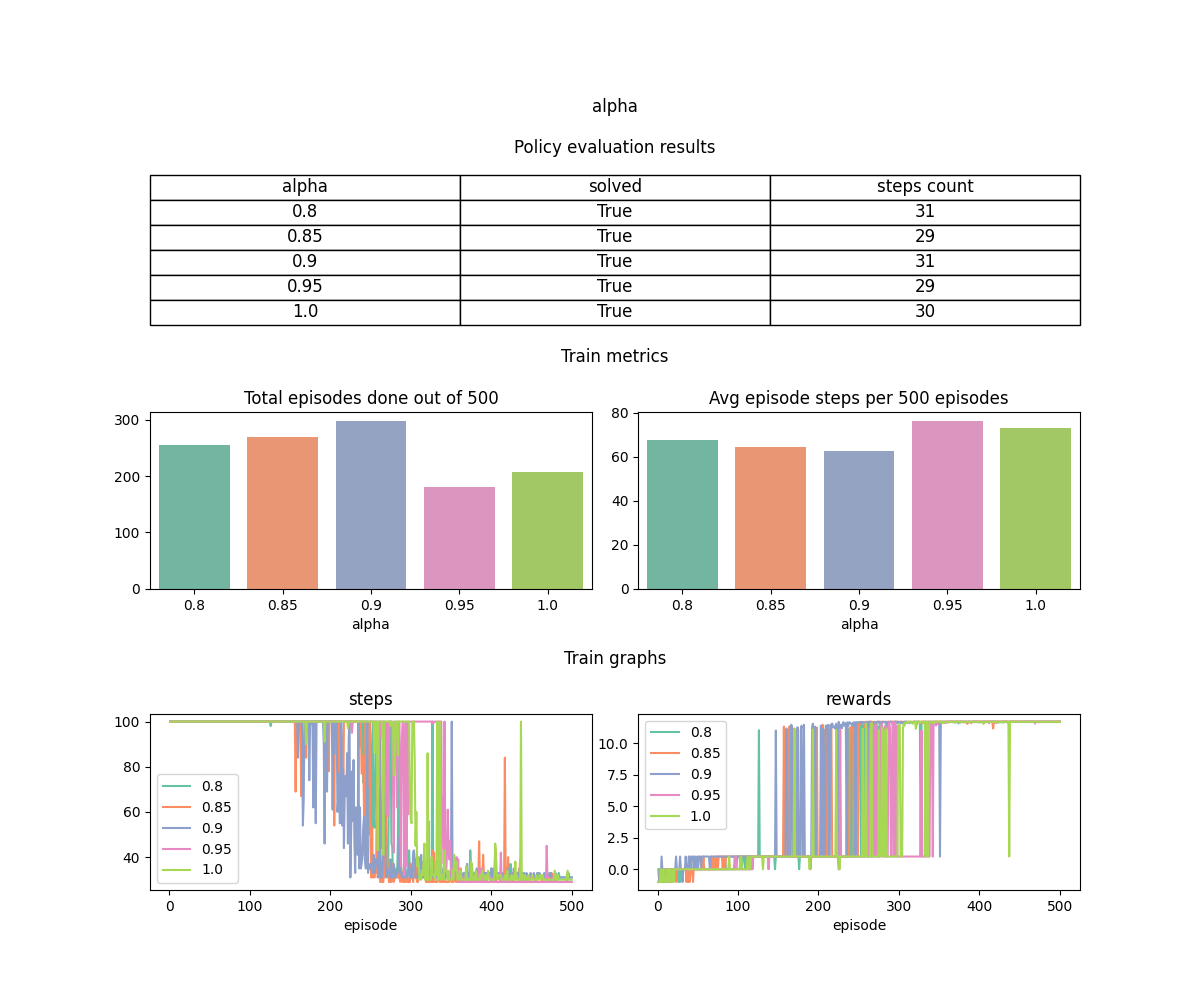 alpha
Policy evaluation results
alpha solved steps count
0.8 True 31
0.85 True 29
0.9 True 31
0.95 True 29
1.0 True 30
Train metrics
Total episodes done out of 500
300
200
100
0
0.8 0.85 0.9 0.95 1.0
alpha
Avg episode steps per 500 episodes
80
60
40
20
0
0.8 0.85 0.9 0.95 1.0
alpha
Train graphs
steps
100
80
60
40
0.8
0.85
0.9
0.95
1.0
0 100 200 300 400 500
episode
rewards
10.0
7.5
5.0
2.5
0.0
0.8
0.85
0.9
0.95
1.0
0 100 200 300 400 500
episode